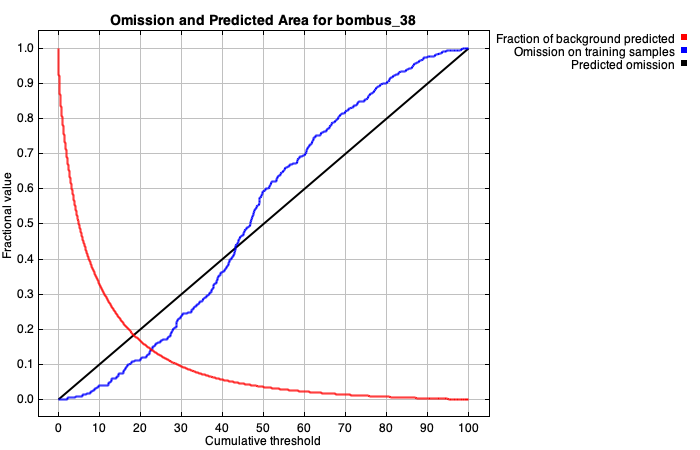 Omission and Predicted Area for bombus_38
Fraction of background predicted
Omission on training samples
Predicted omission
Fractional value
1.0
0.9
0.8
0.7
0.6
0.5
0.4
0.3
0.2
0.1
0.0
0 10 20 30 40 50 60 70 80 90 100
Cumulative threshold